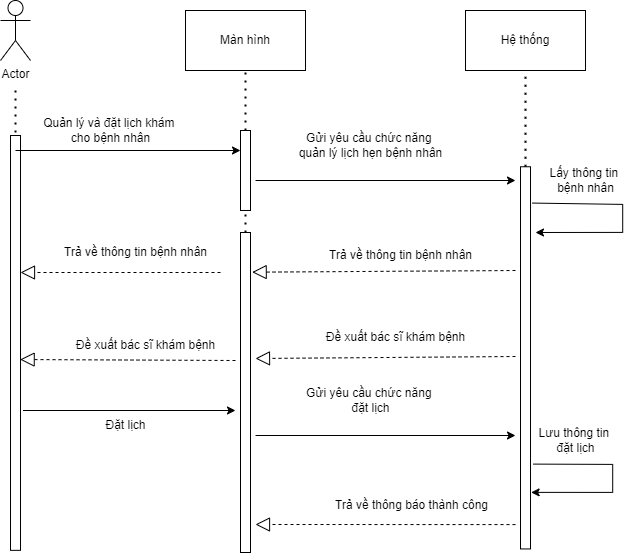 Màn hình
Hệ thống
Actor
Quản lý và đặt lịch khám
cho bệnh nhân
Gửi yêu cầu chức năng
quản lý lịch hẹn bệnh nhân
Lấy thông tin
bệnh nhân
Trả về thông tin bệnh nhân
Trả về thông tin bệnh nhân
Đề xuất bác sĩ khám bệnh
Đề xuất bác sĩ khám bệnh
Gửi yêu cầu chức năng
đặt lịch
Đặt lịch
Lưu thông tin
đặt lịch
Trả về thông báo thành công